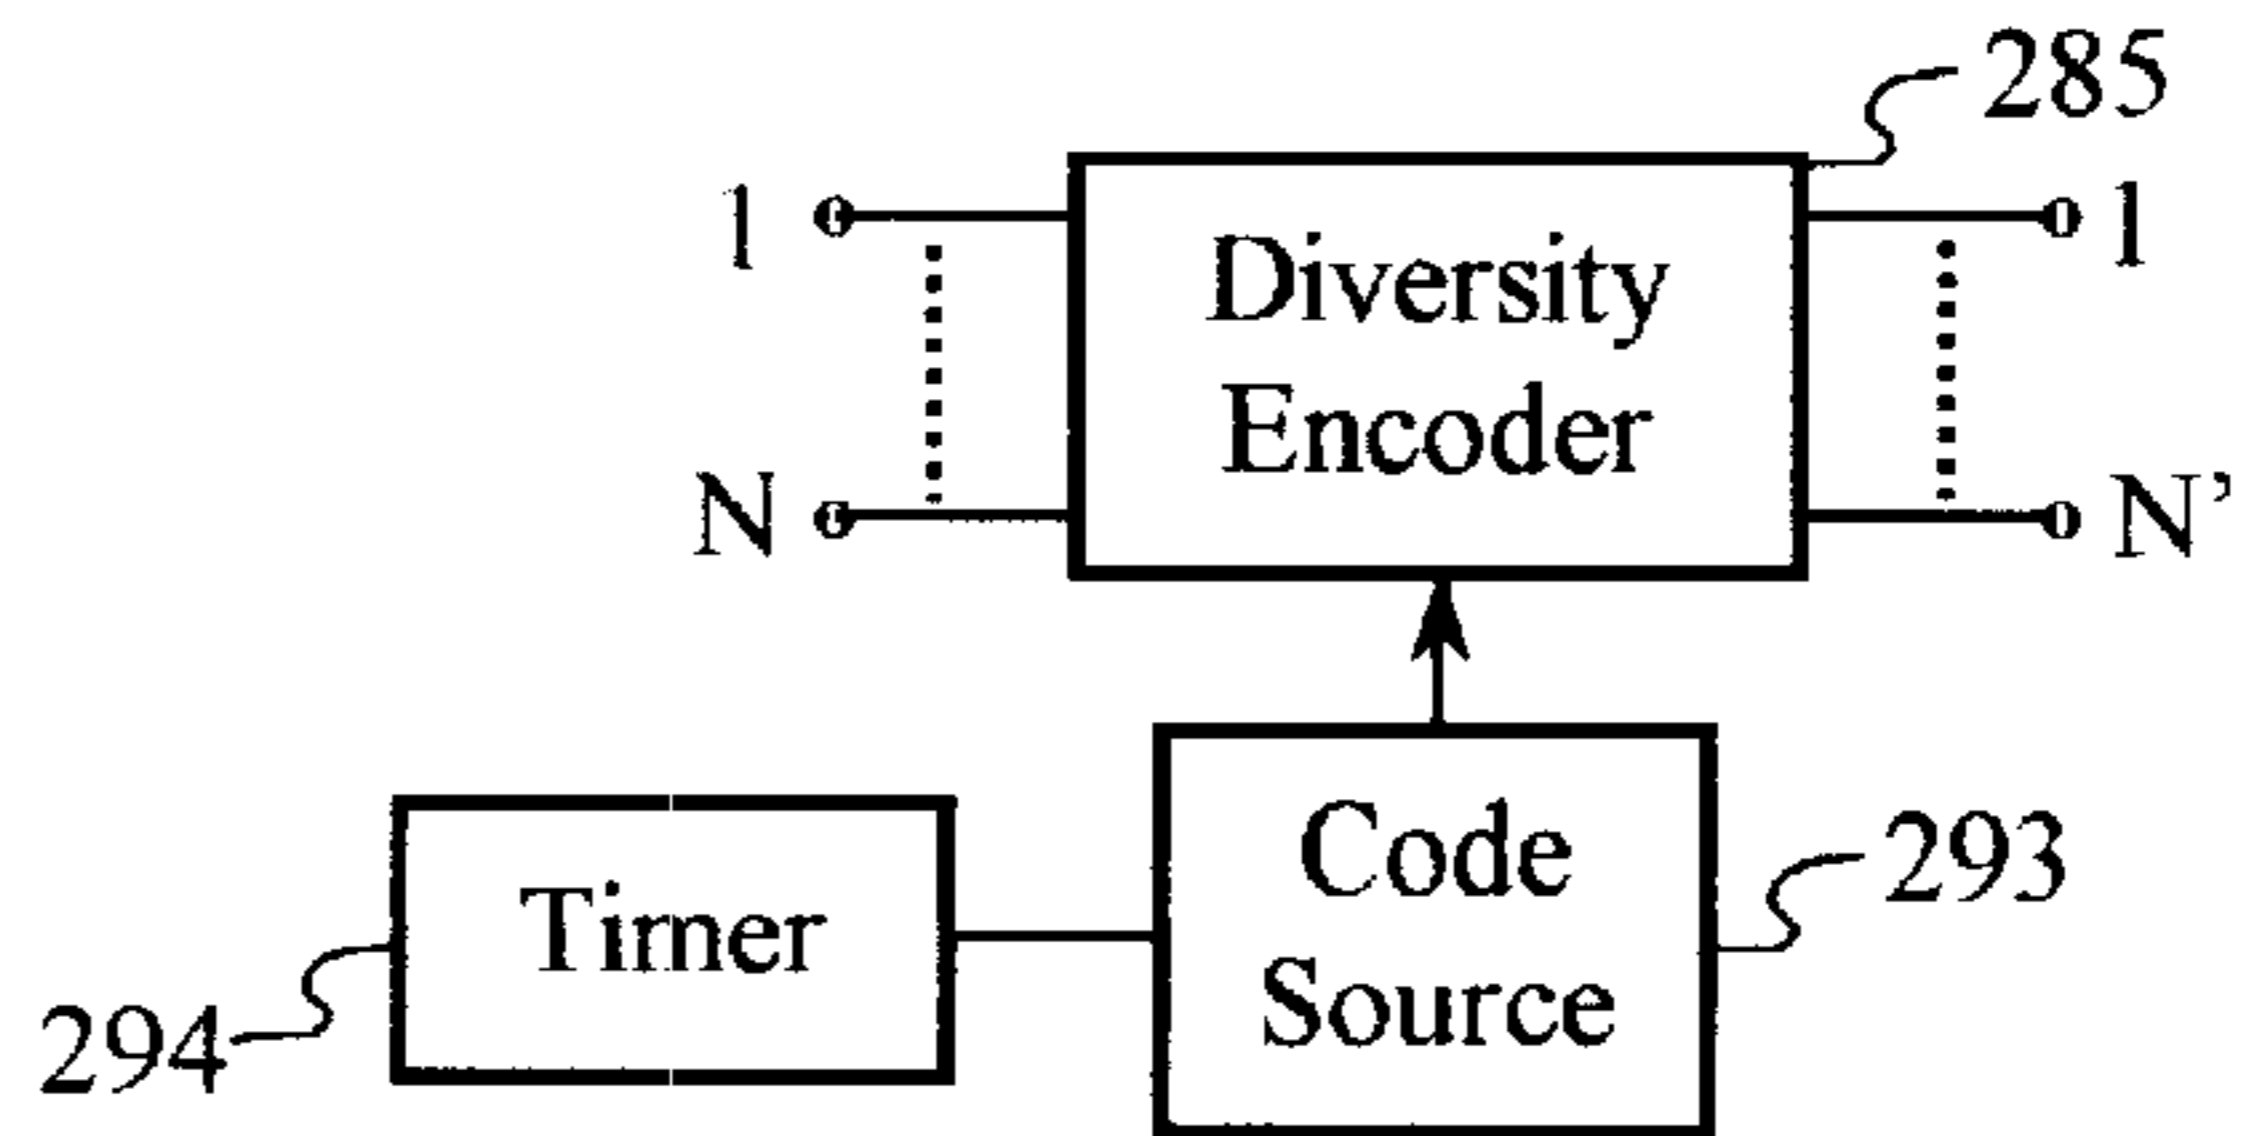 285
1
Diversity
1
Encoder
N
N’
Code
293
Timer
Source
294